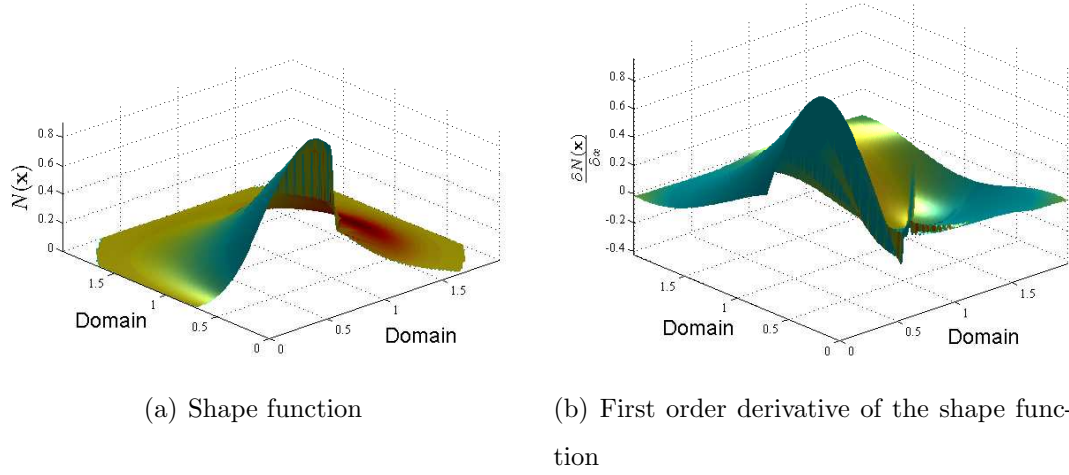 0.8
0.6
0.4
0.2
0
N(x)
1.5
1
0.5
0
Domain
0
0.5
1
1.5
Domain
0.8
0.6
0.4
0.2
0
-0.2
-0.4
∂N(x)
∂x
1.5
1
0.5
0
Domain
0
0.5
1
1.5
Domain
(a) Shape function
(b) First order derivative of the shape func-
tion